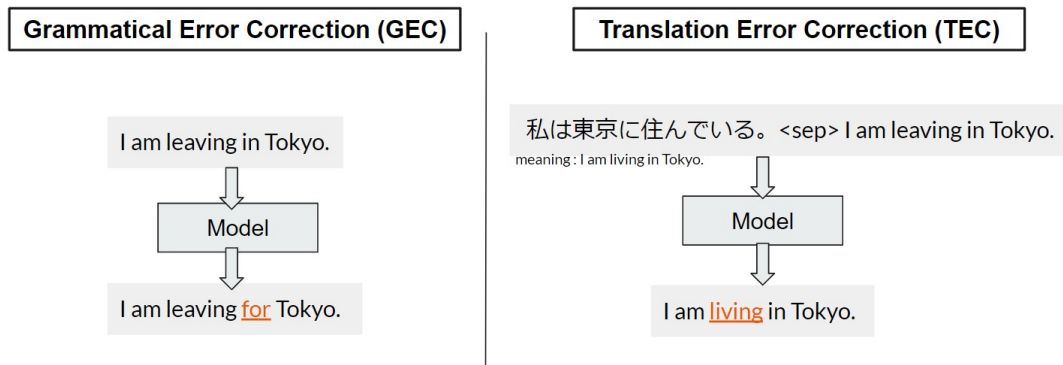 Grammatical Error Correction (GEC)
I am leaving in Tokyo.
Model
I am leaving for Tokyo.
Translation Error Correction (TEC)
私は東京に住んでいる。<sep> I am leaving in Tokyo.
meaning : I am living in Tokyo.
Model
I am living in Tokyo.